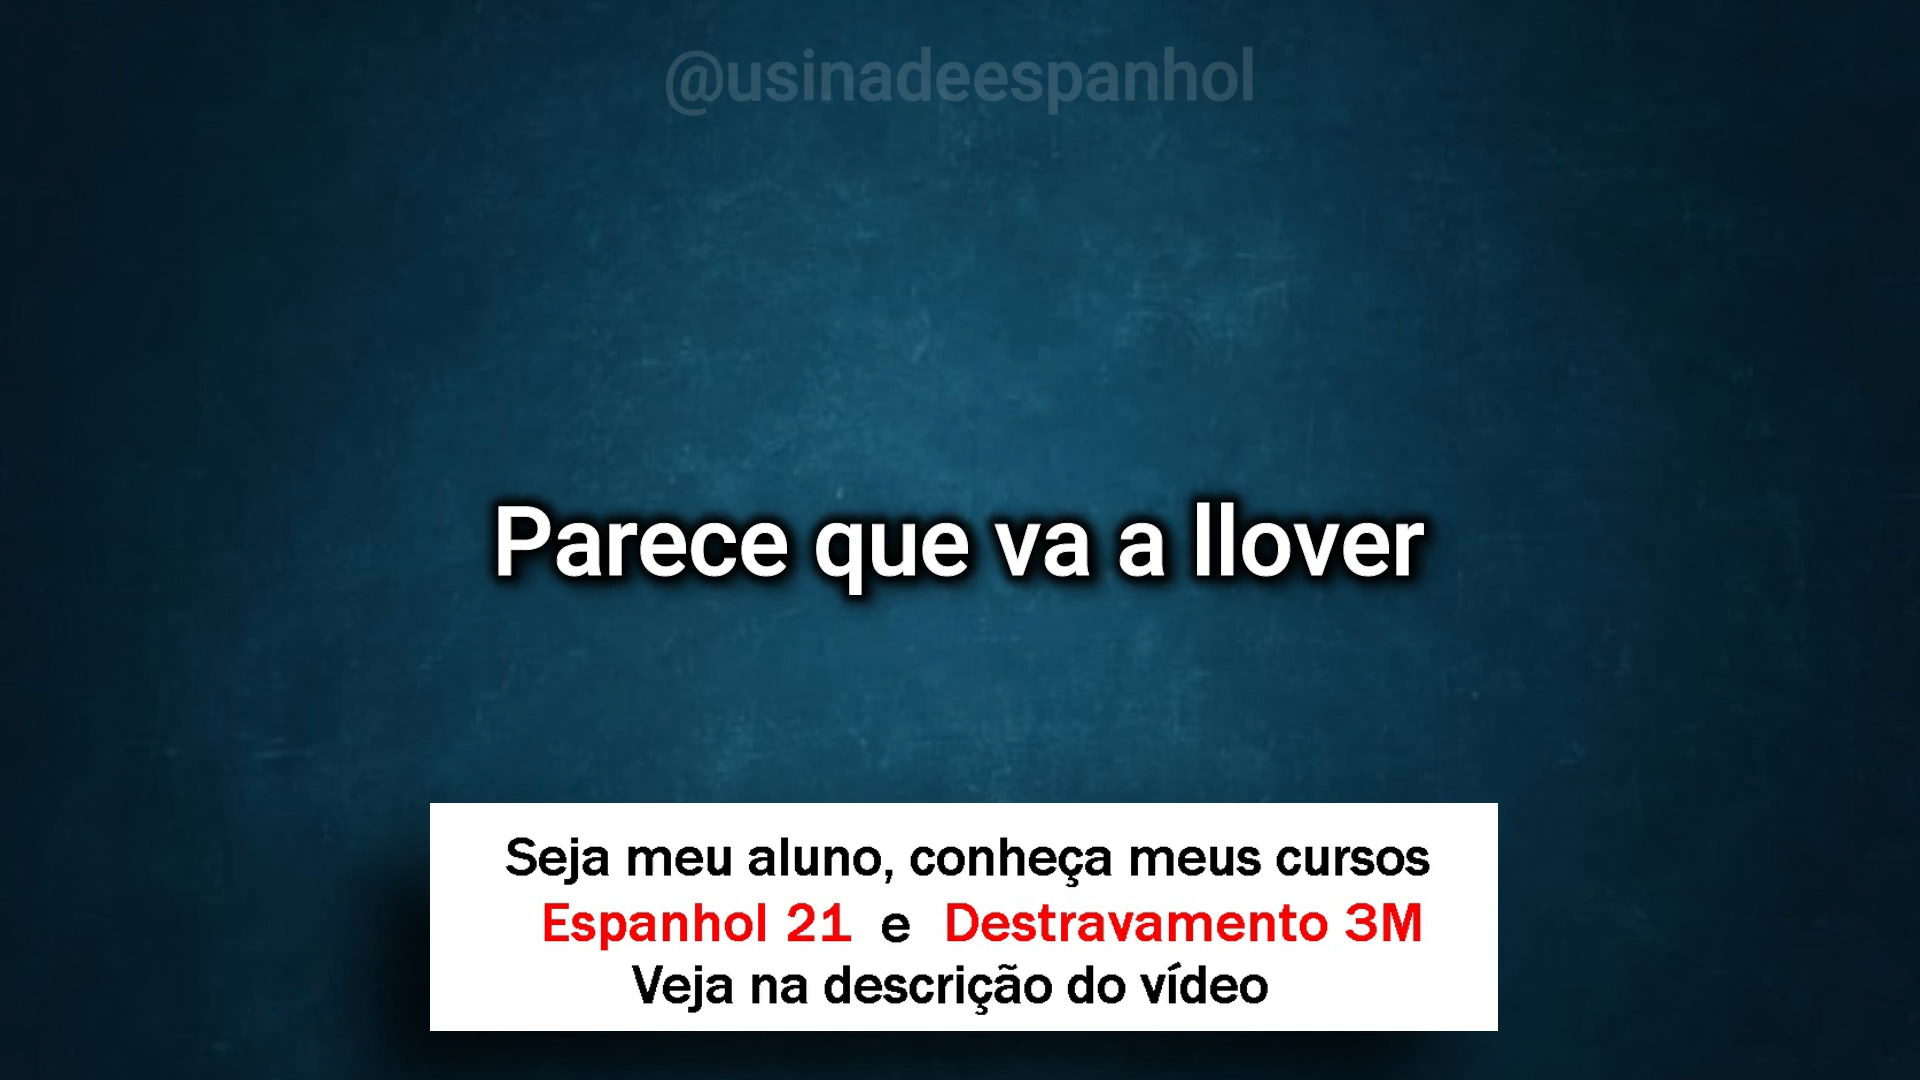 @usinadeespanhol
Parece que va a llover
Seja meu aluno, conheça meus cursos
Espanhol 21 e Destravamento 3M
Veja na descrição do vídeo